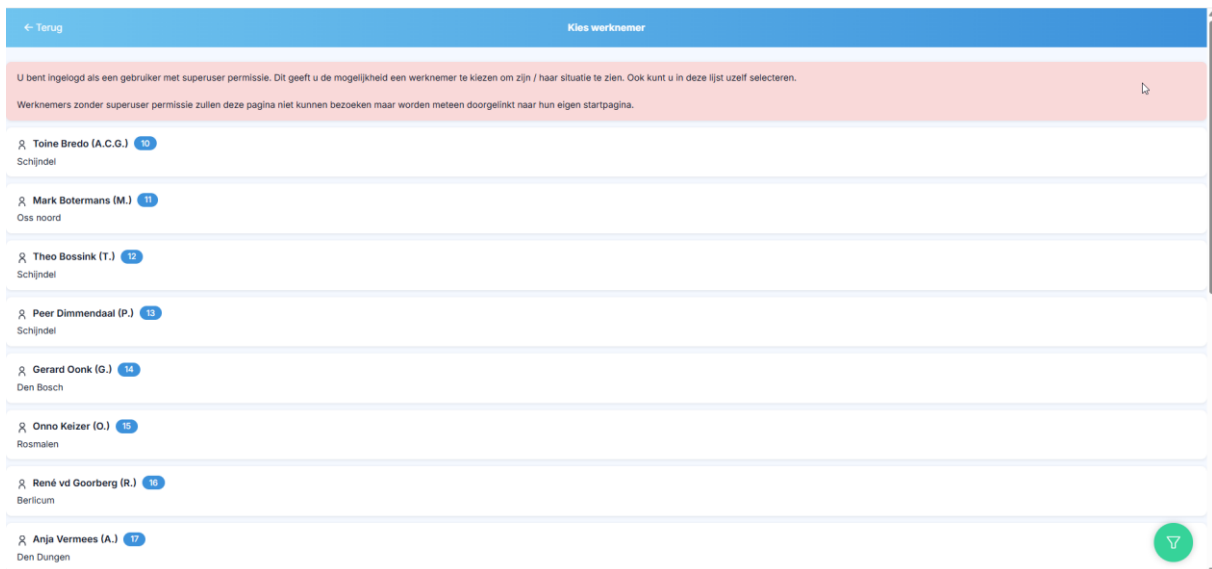 ← Terug
Kies werknemer
U bent ingelogd als een gebruiker met superuser permissie. Dit geeft u de mogelijkheid een werknemer te kiezen om zijn / haar situatie te zien. Ook kunt u in deze lijst uzelf selecteren.
Werknemers zonder superuser permissie zullen deze pagina niet kunnen bezoeken maar worden meteen doorgelinkt naar hun eigen startpagina.
Toine Bredo (A.C.G.) 10
Schijndel
Mark Botermans (M.) 11
Oss noord
Theo Bossink (T.) 12
Schijndel
Peer Dimmendaal (P.) 13
Schijndel
Gerard Oonk (G.) 14
Den Bosch
Onno Keizer (O.) 15
Rosmalen
René vd Goorberg (R.) 16
Berlicum
Anja Vermees (A.) 17
Den Dungen